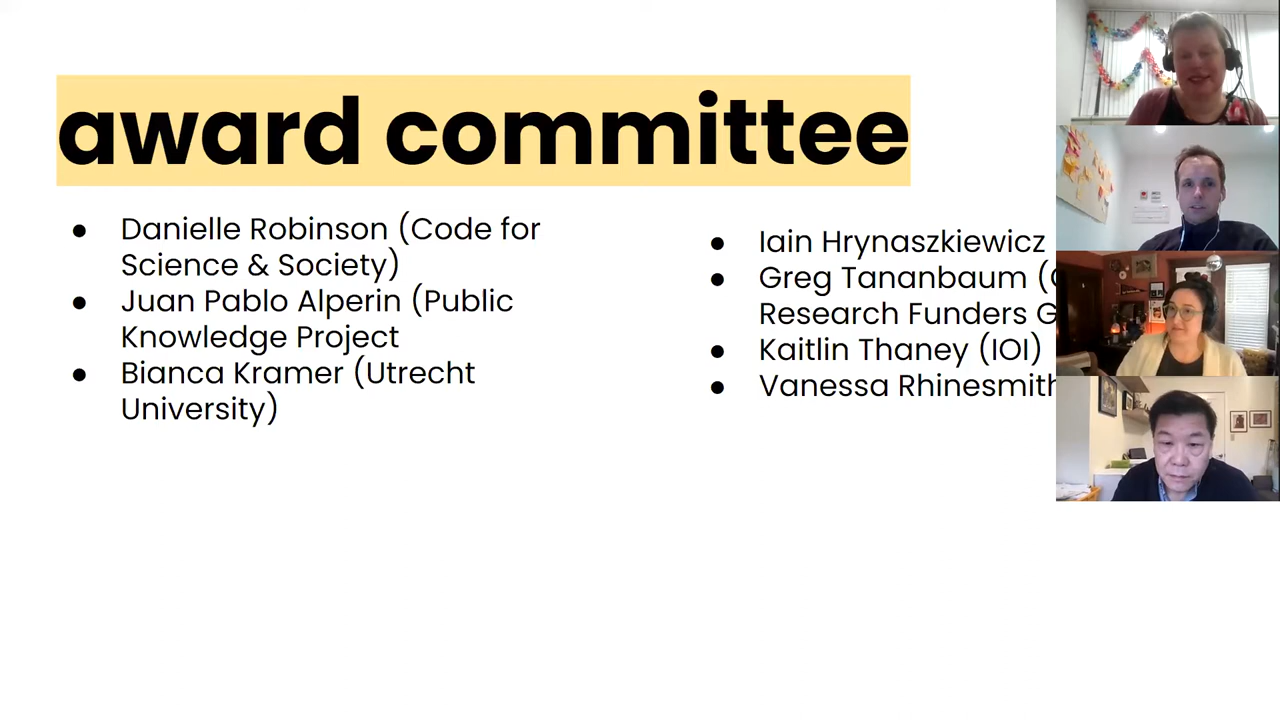 award committee
● Danielle Robinson (Code for
Science & Society)
● Juan Pablo Alperin (Public
Knowledge Project
● Bianca Kramer (Utrecht
University)
● Iain Hrynaszkiewicz
● Greg Tananbaum (
Research Funders G
● Kaitlin Thaney (IOI)
● Vanessa Rhinesmith